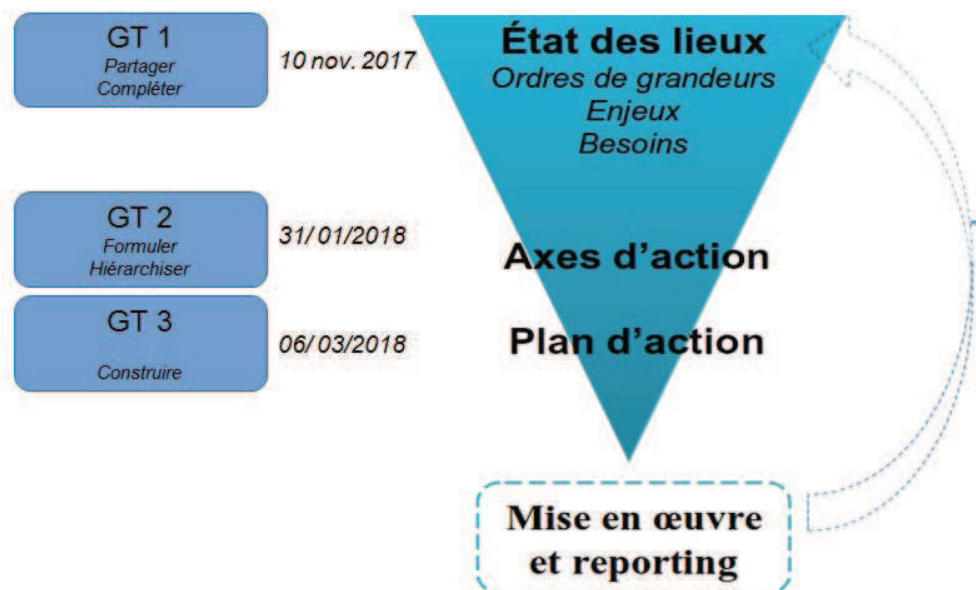 GT 1
Partager
Compléter
10 nov. 2017
État des lieux
Ordres de grandeurs
Enjeux
Besoins
GT 2
Formuler
Hiérarchiser
31/01/2018
Axes d'action
GT 3
Construire
06/03/2018
Plan d'action
Mise en œuvre
et reporting